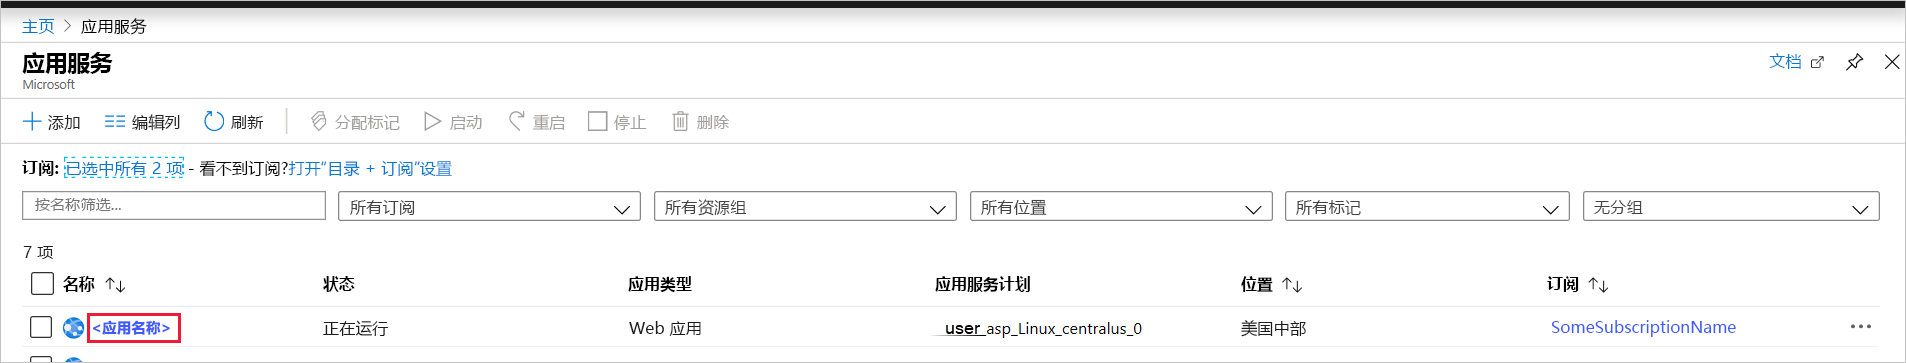 主页 > 应用服务
应用服务
Microsoft
文档
添加 编辑列 刷新 分配标记 启动 重启 停止 删除
订阅: 已选中所有 2 项 - 看不到订阅?打开“目录 + 订阅”设置
按名称筛选... 所有订阅 所有资源组 所有位置 所有标记 无分组
7 项
名称 ↑↓ 状态 应用类型 应用服务计划 位置 ↑↓ 订阅 ↑↓
<应用名称> 正在运行 Web 应用 user_asp_Linux_centralus_0 美国中部 SomeSubscriptionName ...